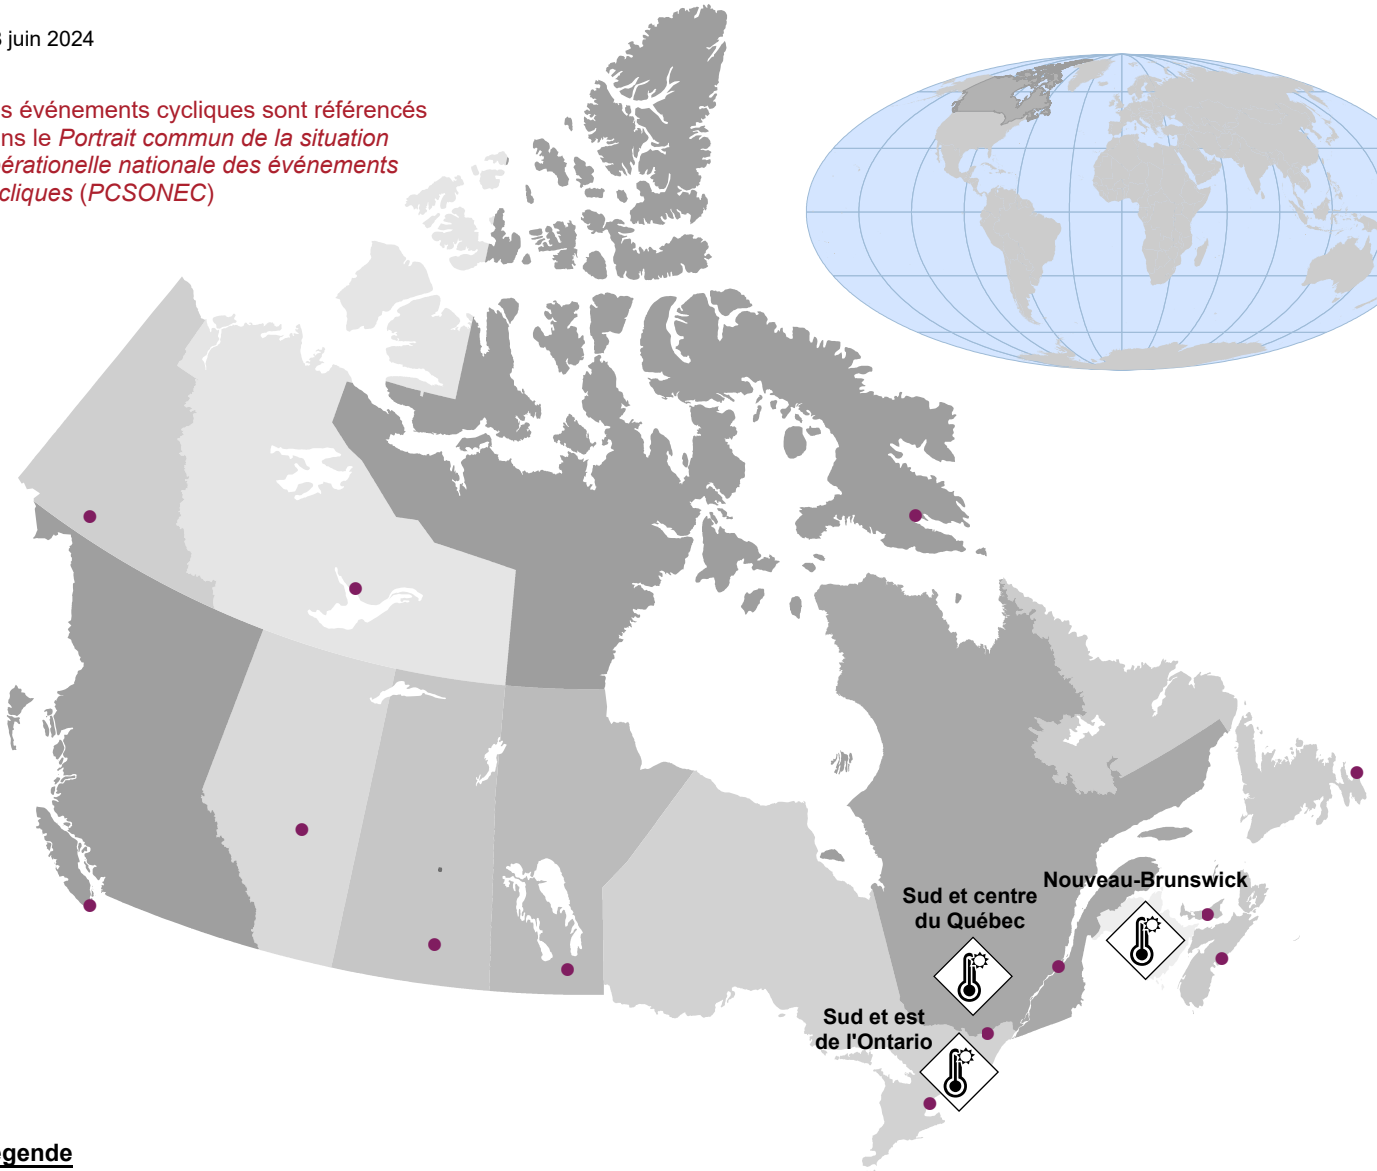 juin 2024
s événements cycliques sont référencés
ns le Portrait commun de la situation
érationelle nationale des événements
cliques (PCSONEC)
Nouveau-Brunswick
Sud et centre
du Québec
Sud et est
de l'Ontario
égende